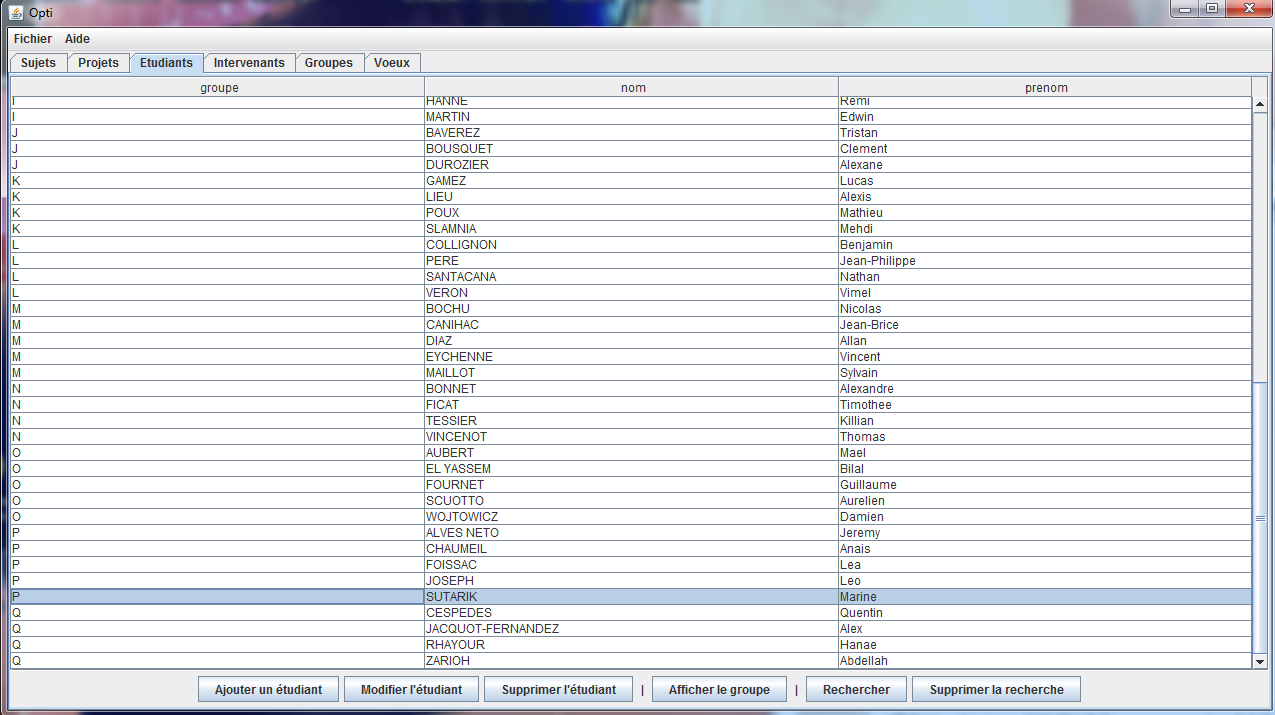 Opti
Fichier Aide
Sujets Projets Etudiants Intervenants Groupes Voeux
groupe nom prenom
I HANNE Remi
I MARTIN Edwin
J BAVEREZ Tristan
J BOUSQUET Clement
J DUROZIER Alexane
K GAMEZ Lucas
K LIEU Alexis
K POUX Mathieu
K SLAMNIA Mehdi
L COLLIGNON Benjamin
L PERE Jean-Philippe
L SANTACANA Nathan
L VERON Vimel
M BOCHU Nicolas
M CANIHAC Jean-Brice
M DIAZ Allan
M EYCHENNE Vincent
M MAILLOT Sylvain
N BONNET Alexandre
N FICAT Timothee
N TESSIER Killian
N VINCENOT Thomas
O AUBERT Mael
O EL YASSEM Bilal
O FOURNET Guillaume
O SCUOTTO Aurelien
O WOJTOWICZ Damien
P ALVES NETO Jeremy
P CHAUMEIL Anais
P FOISSAC Lea
P JOSEPH Leo
P SUTARIK Marine
Q CESPEDES Quentin
Q JACQUOT-FERNANDEZ Alex
Q RHAYOUR Hanae
Q ZARIOH Abdellah
Ajouter un étudiant Modifier l'étudiant Supprimer l'étudiant | Afficher le groupe | Rechercher Supprimer la recherche